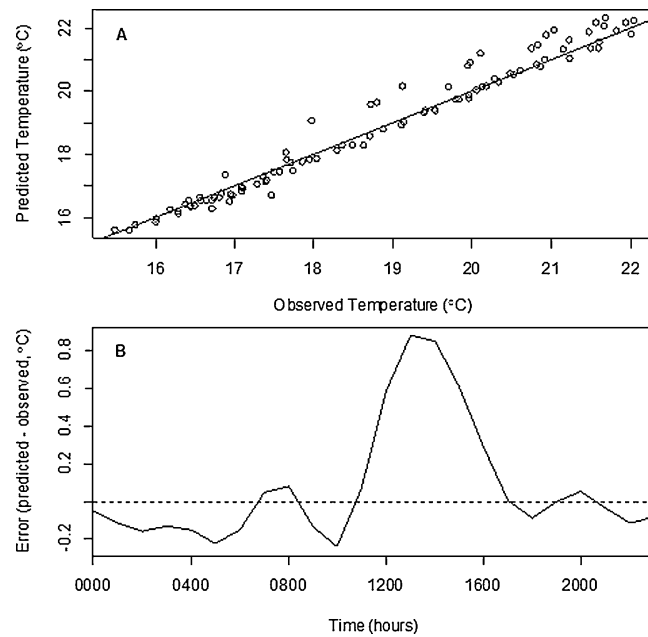 A
Predicted Temperature (°C)
22
20
18
16
16 17 18 19 20 21 22
Observed Temperature (°C)
B
Error (predicted - observed, °C)
0.8
0.6
0.4
0.2
-0.2
0000 0400 0800 1200 1600 2000
Time (hours)